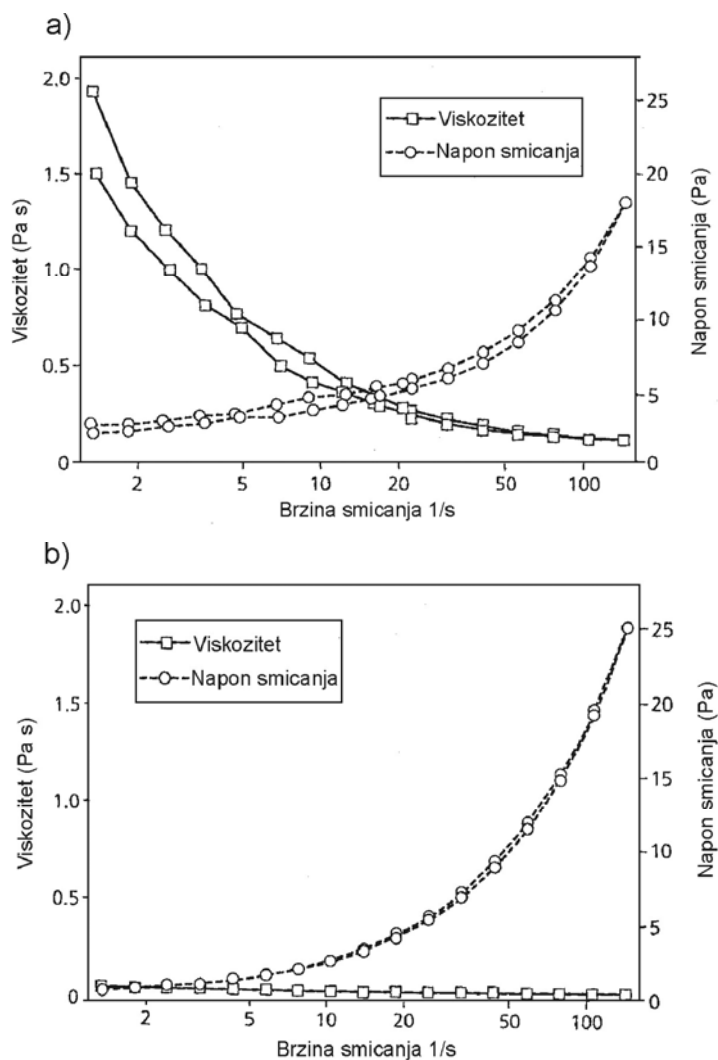 a)
2.0
1.5
1.0
0.5
0
Viskozitet (Pa s)
Viskozitet
Napon smicanja
25
20
15
10
5
0
Napon smicanja (Pa)
2 5 10 20 50 100
Brzina smicanja 1/s
b)
2.0
1.5
1.0
0.5
0
Viskozitet (Pa s)
Viskozitet
Napon smicanja
25
20
15
10
5
0
Napon smicanja (Pa)
2 5 10 20 50 100
Brzina smicanja 1/s